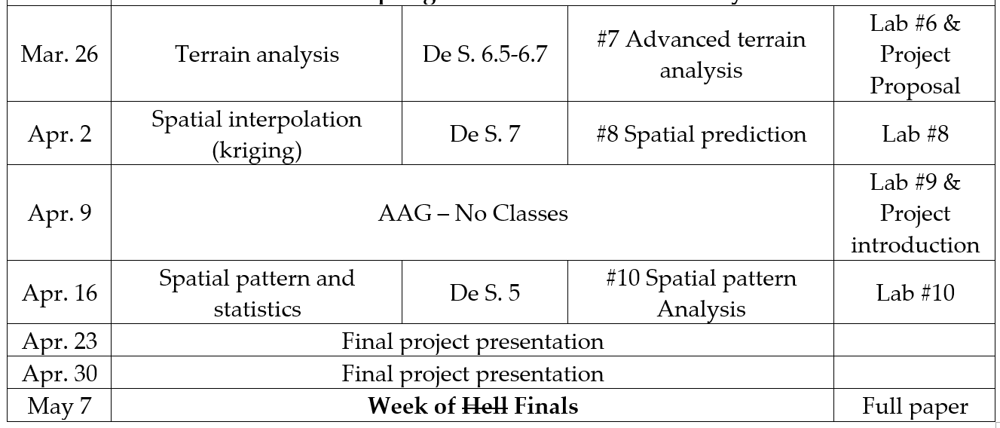 Mar. 26
Terrain analysis
De S. 6.5-6.7
#7 Advanced terrain
analysis
Lab #6 &
Project
Proposal
Apr. 2
Spatial interpolation
(kriging)
De S. 7
#8 Spatial prediction
Lab #8
Apr. 9
AAG – No Classes
Lab #9 &
Project
introduction
Apr. 16
Spatial pattern and
statistics
De S. 5
#10 Spatial pattern
Analysis
Lab #10
Apr. 23
Final project presentation
Apr. 30
Final project presentation
May 7
Week of Hell Finals
Full paper